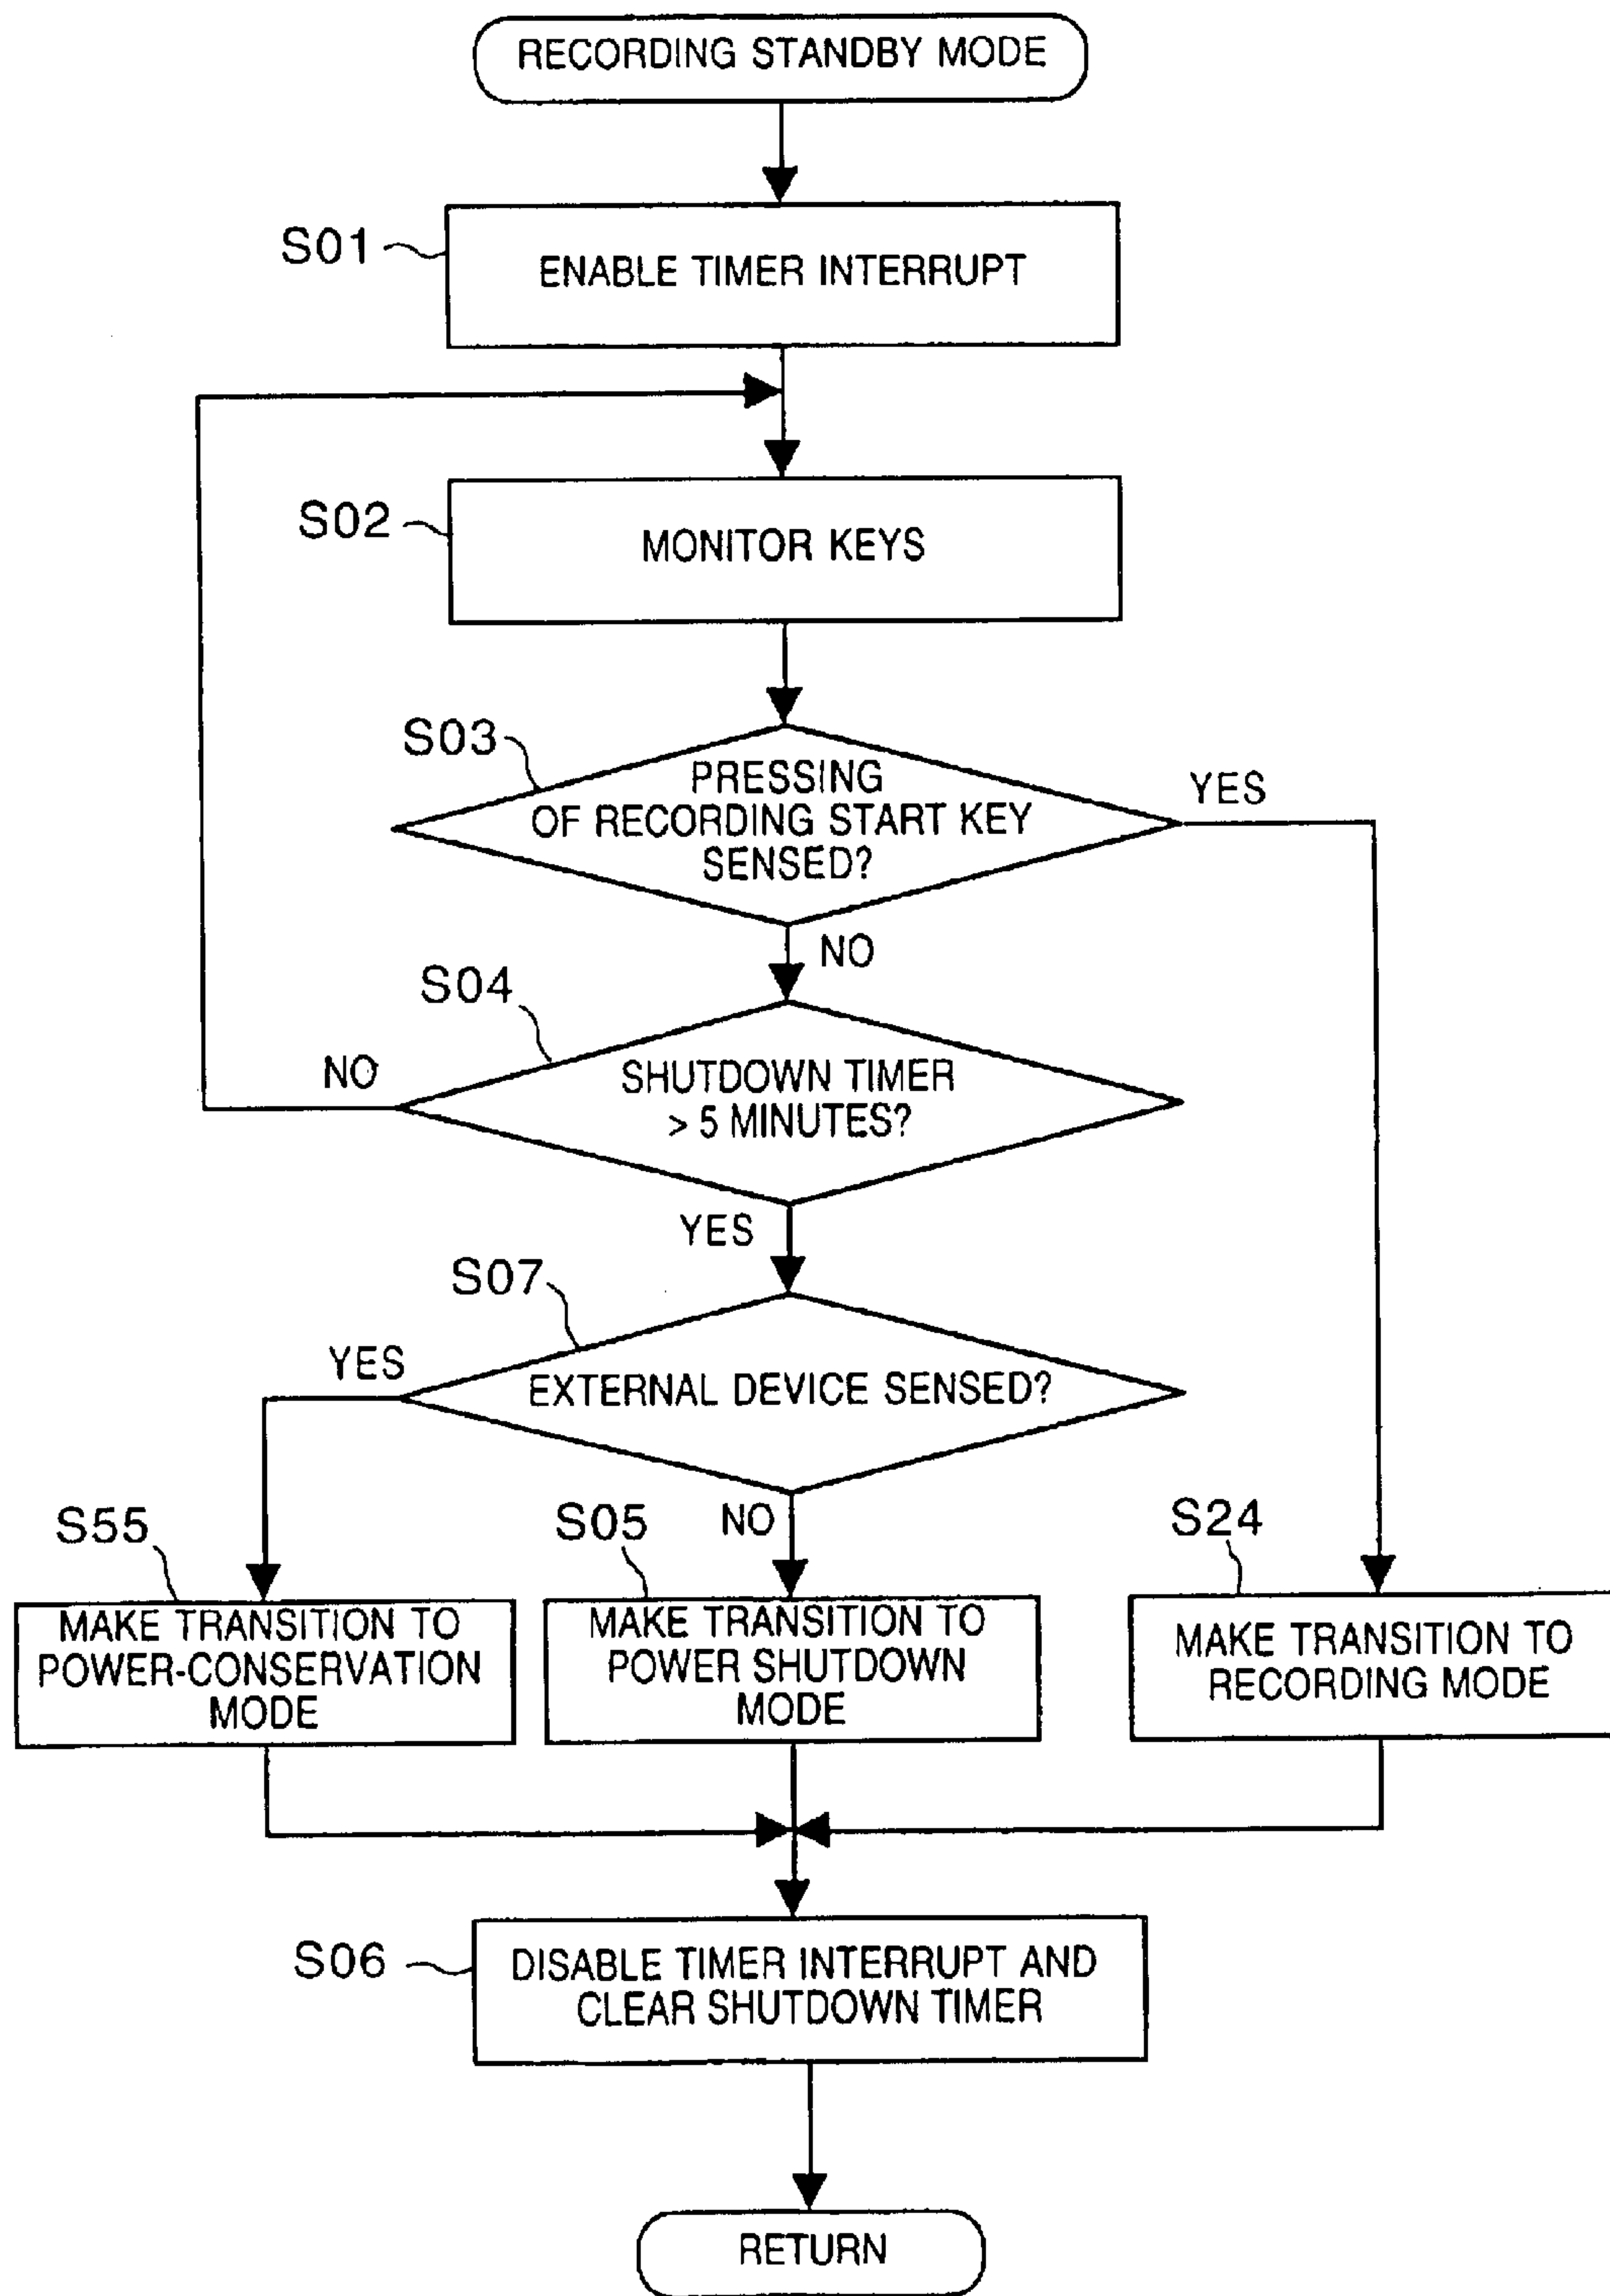 RECORDING STANDBY MODE
S01
ENABLE TIMER INTERRUPT
S02
MONITOR KEYS
S03
PRESSING
OF RECORDING START KEY
SENSED?
YES
NO
S04
NO
SHUTDOWN TIMER
> 5 MINUTES?
YES
S07
YES
EXTERNAL DEVICE SENSED?
NO
S55
MAKE TRANSITION TO
POWER-CONSERVATION
MODE
S05
MAKE TRANSITION TO
POWER SHUTDOWN
MODE
S24
MAKE TRANSITION TO
RECORDING MODE
S06
DISABLE TIMER INTERRUPT AND
CLEAR SHUTDOWN TIMER
RETURN